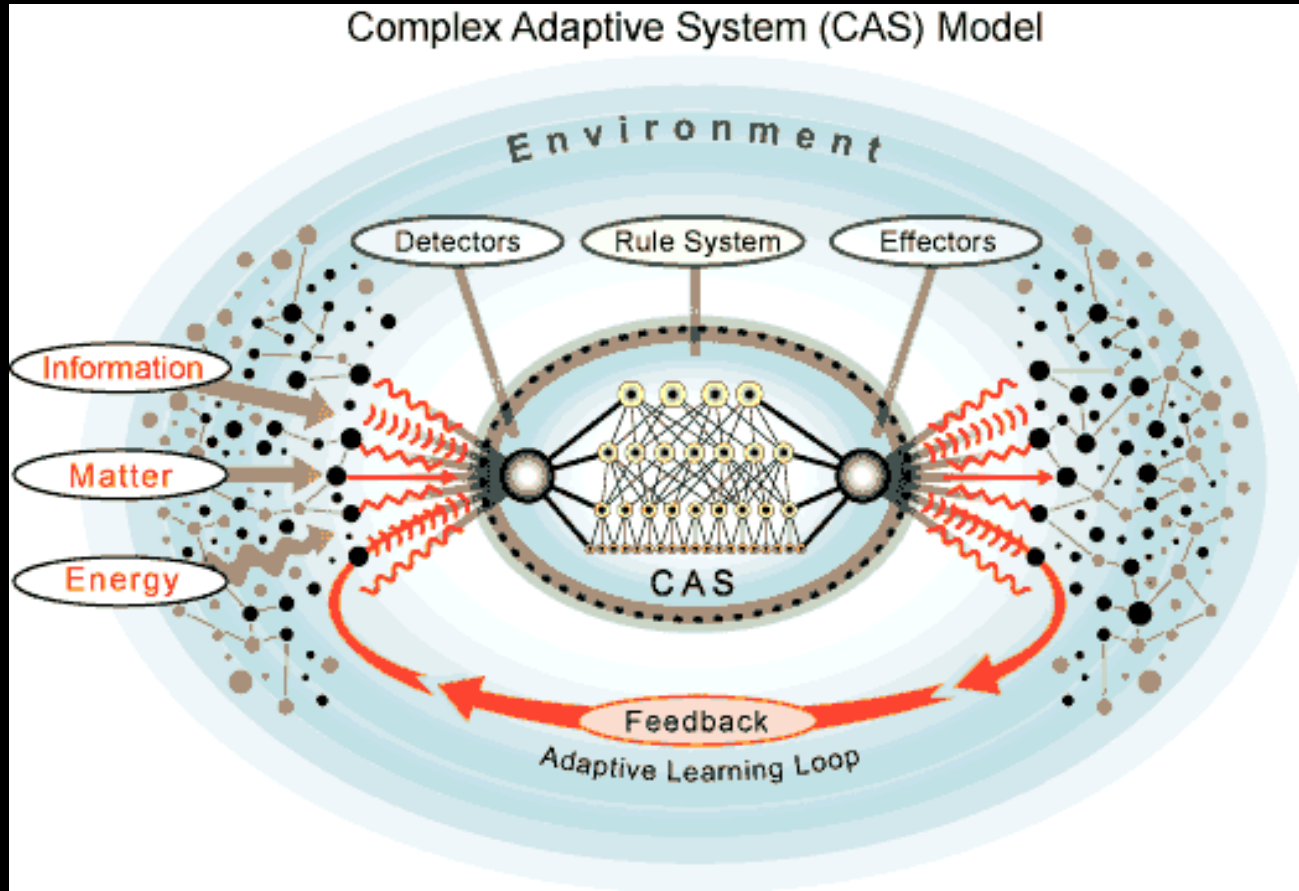 Complex Adaptive System (CAS) Model
Environment
Detectors
Rule System
Effectors
Information
Matter
Energy
CAS
Feedback
Adaptive Learning Loop